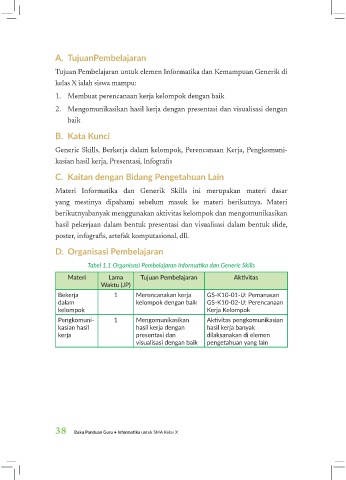 A. TujuanPembelajaran
Tujuan Pembelajaran untuk elemen Informatika dan Kemampuan Generik di
kelas X ialah siswa mampu:
1. Membuat perencanaan kerja kelompok dengan baik
2. Mengomunikasikan hasil kerja dengan presentasi dan visualisasi dengan
baik
B. Kata Kunci
Generic Skills, Berkerja dalam kelompok, Perencanaan Kerja, Pengkomuni-
kasian hasil kerja, Presentasi, Infografis
C. Kaitan dengan Bidang Pengetahuan Lain
Materi Informatika dan Generik Skills ini merupakan materi dasar
yang mestinya dipahami sebelum masuk ke materi berikutnya. Materi
berikutnyabanyak menggunakan aktivitas kelompok dan mengomunikasikan
hasil pekerjaan dalam bentuk presentasi dan visualisasi dalam bentuk slide,
poster, infografis, artefak komputasional, dll.
D. Organisasi Pembelajaran
Tabel 1.1 Organisasi Pembelajaran Informatika dan Generic Skills
Materi Lama Tujuan Pembelajaran Aktivitas
Waktu (JP)
Bekerja 1 Merencanakan kerja GS-K10-01-U: Pemanasan
dalam kelompok dengan baik GS-K10-02-U: Perencanaan
kelompok Kerja Kelompok
Pengkomuni- 1 Mengomunikasikan Aktivitas pengkomunikasian
kasian hasil hasil kerja dengan hasil kerja banyak
kerja presentasi dan dilaksanakan di elemen
visualisasi dengan baik pengetahuan yang lain
38 Buku Panduan Guru • Informatika untuk SMA Kelas X